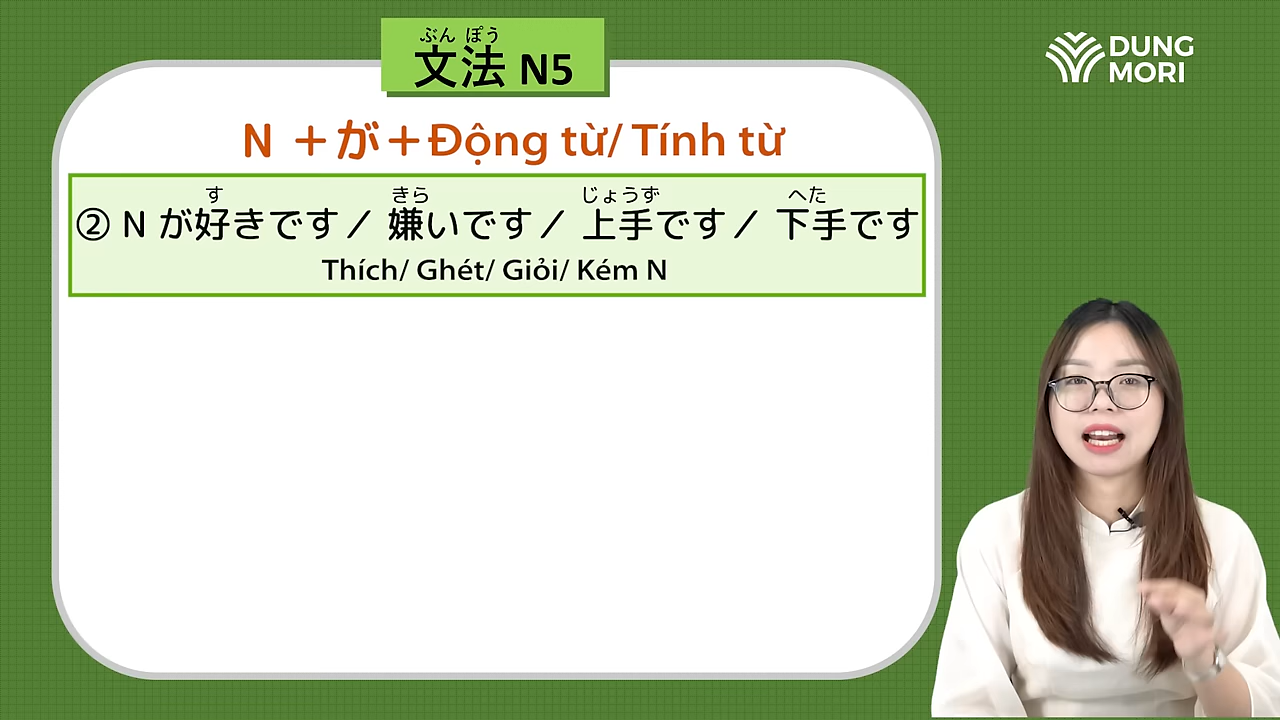 ぶん ぽう
文法 N5
DUNG
MORI
N ＋が＋Động từ/ Tính từ
す きら じょうず へた
② N が好きです／ 嫌いです／ 上手です／ 下手です
Thích/ Ghét/ Giỏi/ Kém N